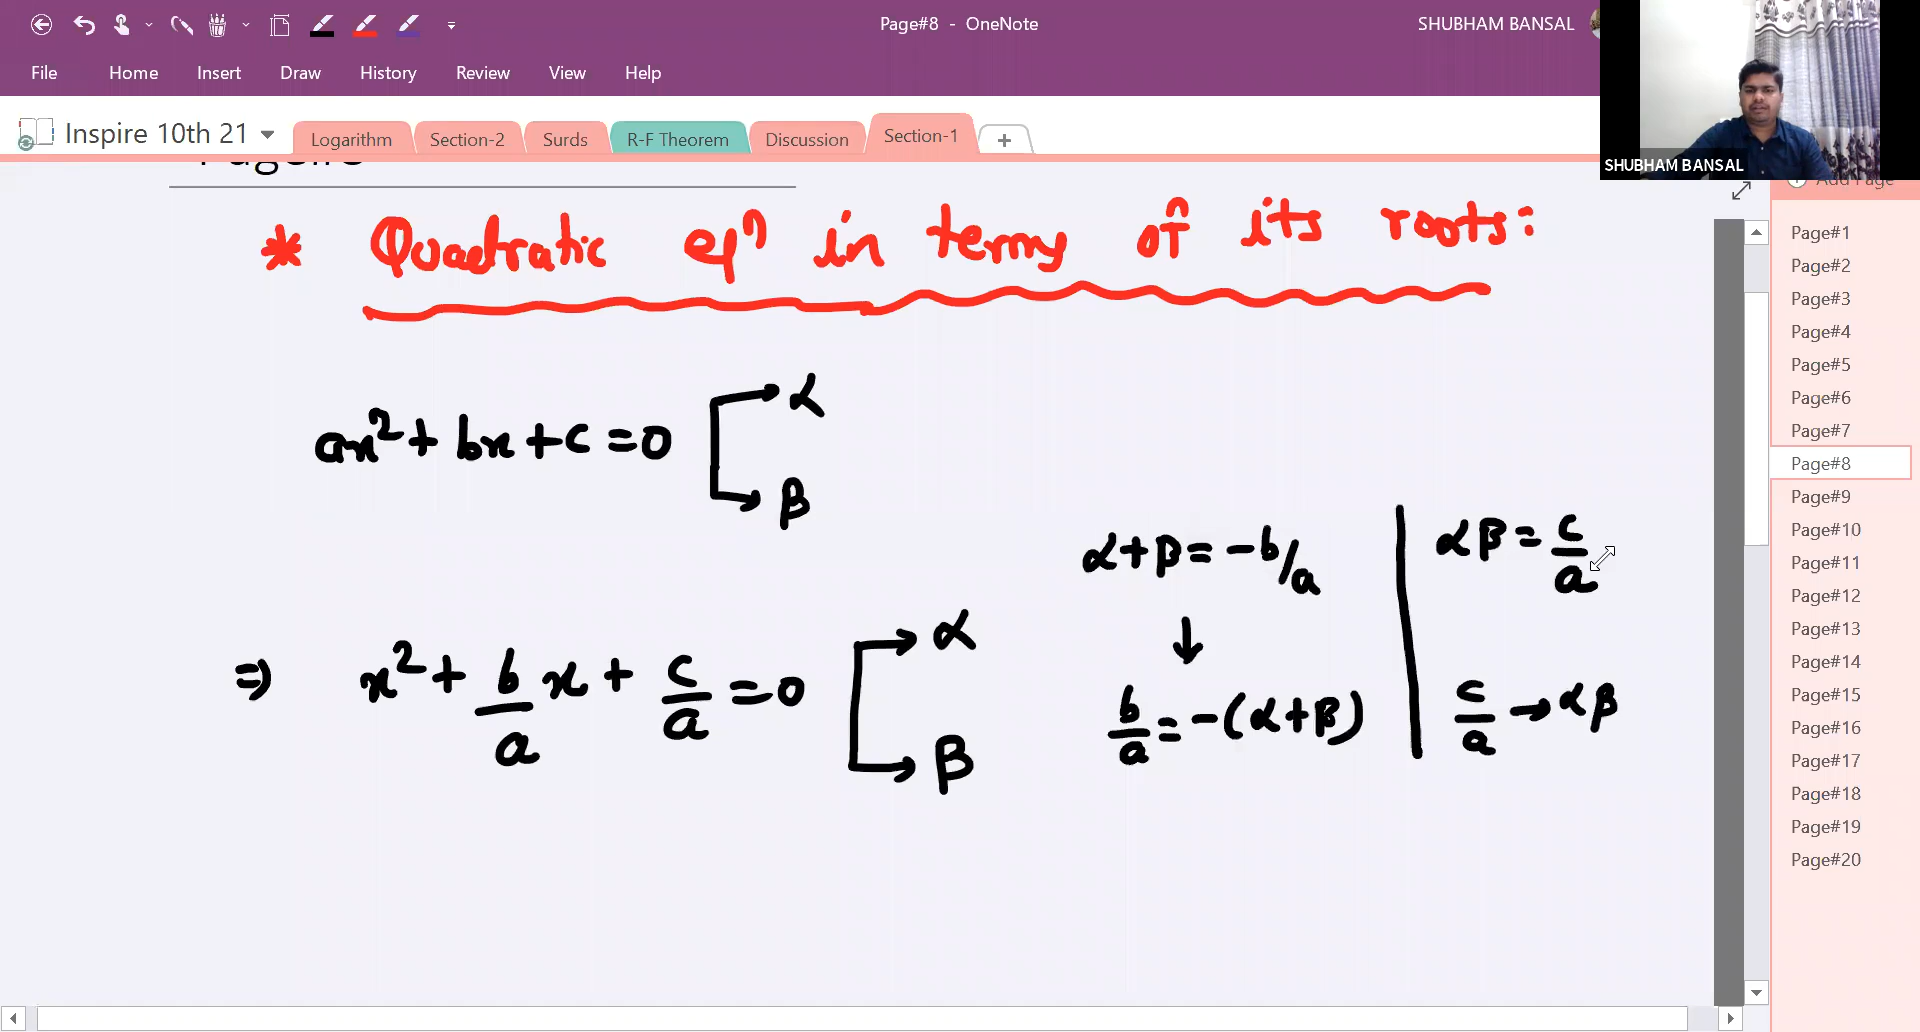 Page#8 - OneNote
SHUBHAM BANSAL
File Home Insert Draw History Review View Help
Inspire 10th 21
Logarithm Section-2 Surds R-F Theorem Discussion Section-1 +
SHUBHAM BANSAL
Add Page
* Quadratic eqⁿ in terms of its roots:
ax² + bx + c = 0
α
β
α+β = -b/a
↓
b/a = -(α+β)
αβ = c/a
c/a → αβ
⇒ x² + b/a x + c/a = 0
α
β
Page#1
Page#2
Page#3
Page#4
Page#5
Page#6
Page#7
Page#8
Page#9
Page#10
Page#11
Page#12
Page#13
Page#14
Page#15
Page#16
Page#17
Page#18
Page#19
Page#20